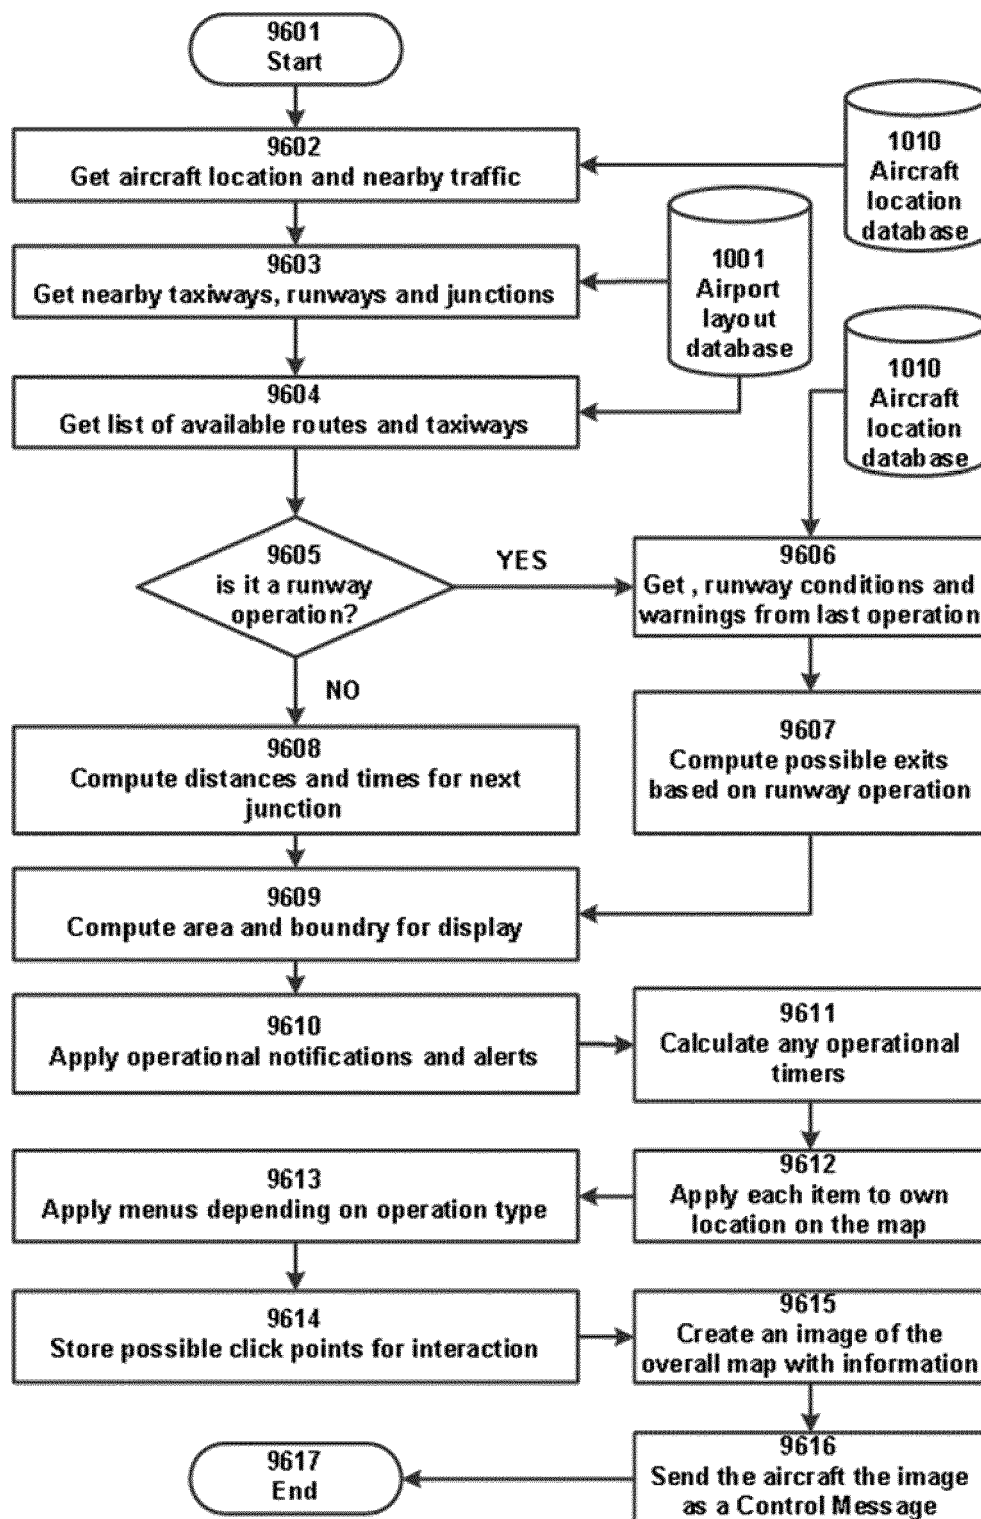 9601
Start
9602
Get aircraft location and nearby traffic
1010
Aircraft
location
database
9603
Get nearby taxiways, runways and junctions
1001
Airport
layout
database
9604
Get list of available routes and taxiways
1010
Aircraft
location
database
9605
is it a runway
operation?
YES
9606
Get , runway conditions and
warnings from last operation
NO
9607
Compute possible exits
based on runway operation
9608
Compute distances and times for next
junction
9609
Compute area and boundry for display
9610
Apply operational notifications and alerts
9611
Calculate any operational
timers
9612
Apply each item to own
location on the map
9613
Apply menus depending on operation type
9614
Store possible click points for interaction
9615
Create an image of the
overall map with information
9616
Send the aircraft the image
as a Control Message
9617
End